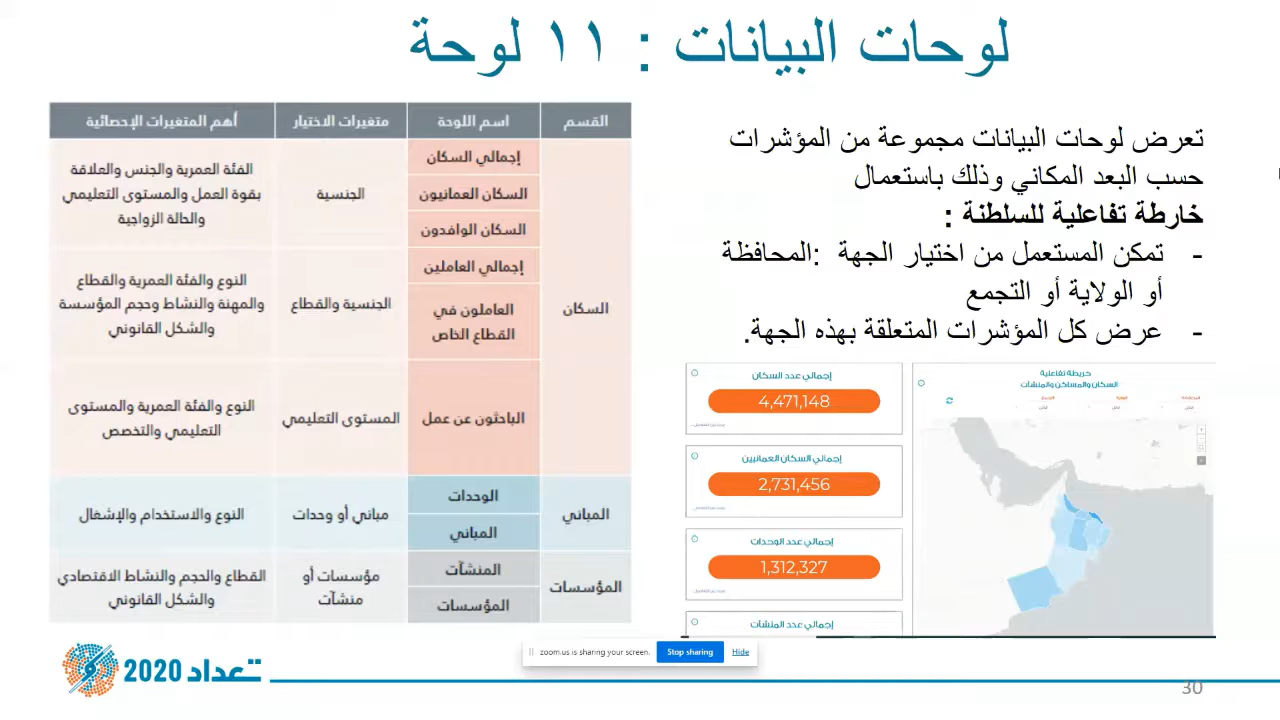 لوحات البيانات : ١١ لوحة
تعرض لوحات البيانات مجموعة من المؤشرات
حسب البعد المكاني وذلك باستعمال
خارطة تفاعلية للسلطنة :
- تمكن المستعمل من اختيار الجهة :المحافظة
أو الولاية أو التجمع
- عرض كل المؤشرات المتعلقة بهذه الجهة.
القسم
اسم اللوحة
متغيرات الاختيار
أهم المتغيرات الإحصائية
السكان
إجمالي السكان
السكان العمانيون
السكان الوافدون
الجنسية
الفئة العمرية والجنس والعلاقة
بقوة العمل والمستوى التعليمي
والحالة الزواجية
إجمالي العاملين
العاملون في
القطاع الخاص
الجنسية والقطاع
النوع والفئة العمرية والقطاع
والمهنة والنشاط وحجم المؤسسة
والشكل القانوني
الباحثون عن عمل
المستوى التعليمي
النوع والفئة العمرية والمستوى
التعليمي والتخصص
المباني
الوحدات
المباني
مباني أو وحدات
النوع والاستخدام والإشغال
المؤسسات
المنشآت
المؤسسات
مؤسسات أو
منشآت
القطاع والحجم والنشاط الاقتصادي
والشكل القانوني
خريطة تفاعلية
السكان والمساكن والمنشآت
إجمالي عدد السكان
4,471,148
إجمالي السكان العمانيين
2,731,456
إجمالي عدد الوحدات
1,312,327
إجمالي عدد المنشآت
zoom.us is sharing your screen.
Stop sharing
Hide
تعداد 2020
30